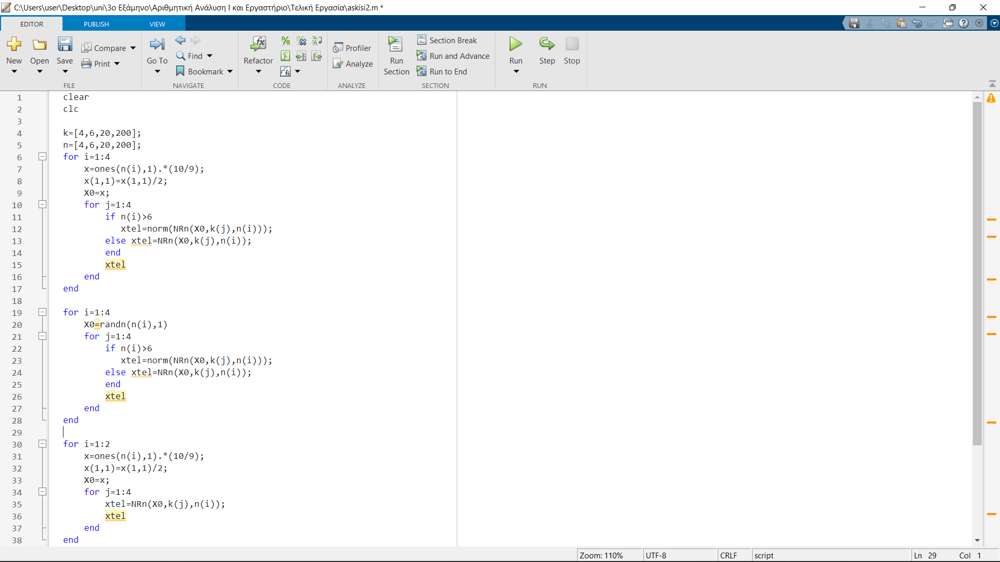 C:\Users\user\Desktop\uni\3ο Εξάμηνο\Αριθμητική Ανάλυση Ι και Εργαστήριο\Τελική Εργασία\askisi2.m *
EDITOR PUBLISH VIEW
New Open Save Compare Print
FILE
Go To Find Bookmark
NAVIGATE
Refactor
CODE
Profiler Analyze
ANALYZE
Run Section Section Break Run and Advance Run to End
SECTION
Run Step Stop
RUN
1 clear
2 clc
3
4 k=[4,6,20,200];
5 n=[4,6,20,200];
6 for i=1:4
7 x=ones(n(i),1).*(10/9);
8 x(1,1)=x(1,1)/2;
9 X0=x;
10 for j=1:4
11 if n(i)>6
12 xtel=norm(NRn(X0,k(j),n(i)));
13 else xtel=NRn(X0,k(j),n(i));
14 end
15 xtel
16 end
17 end
18
19 for i=1:4
20 X0=randn(n(i),1)
21 for j=1:4
22 if n(i)>6
23 xtel=norm(NRn(X0,k(j),n(i)));
24 else xtel=NRn(X0,k(j),n(i));
25 end
26 xtel
27 end
28 end
29
30 for i=1:2
31 x=ones(n(i),1).*(10/9);
32 x(1,1)=x(1,1)/2;
33 X0=x;
34 for j=1:4
35 xtel=NRn(X0,k(j),n(i));
36 xtel
37 end
38 end
Zoom: 110% UTF-8 CRLF script Ln 29 Col 1